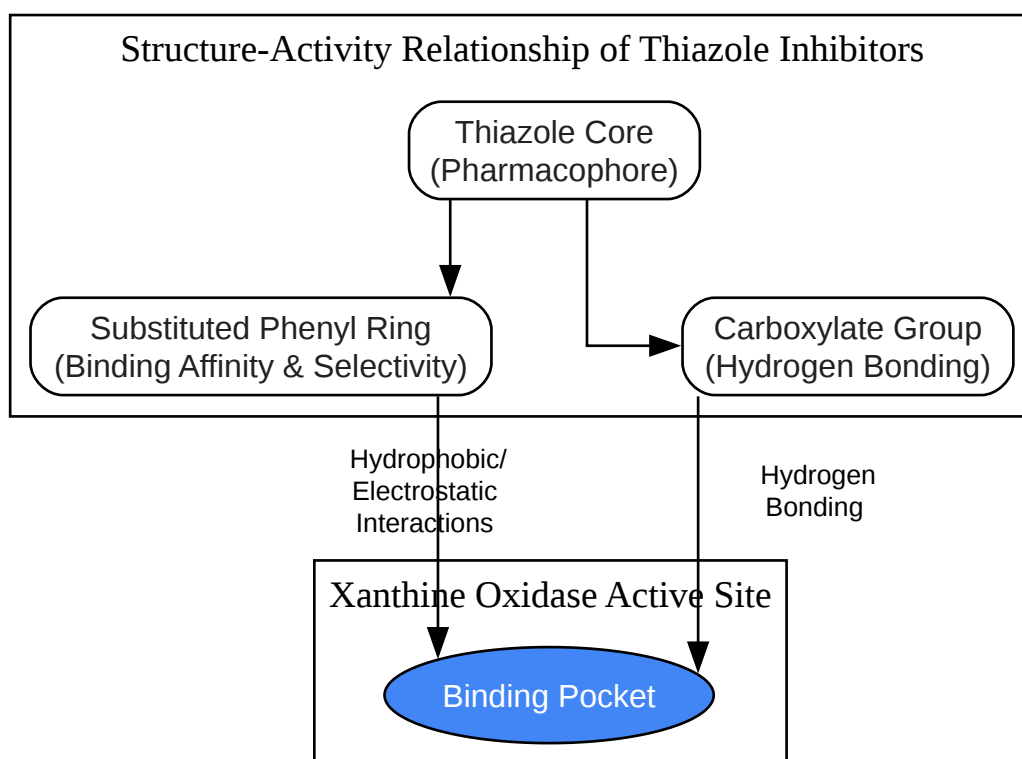 Structure-Activity Relationship of Thiazole Inhibitors
Thiazole Core
(Pharmacophore)
Substituted Phenyl Ring
(Binding Affinity & Selectivity)
Carboxylate Group
(Hydrogen Bonding)
Hydrophobic/
Electrostatic
Interactions
Hydrogen
Bonding
Xanthine Oxidase Active Site
Binding Pocket